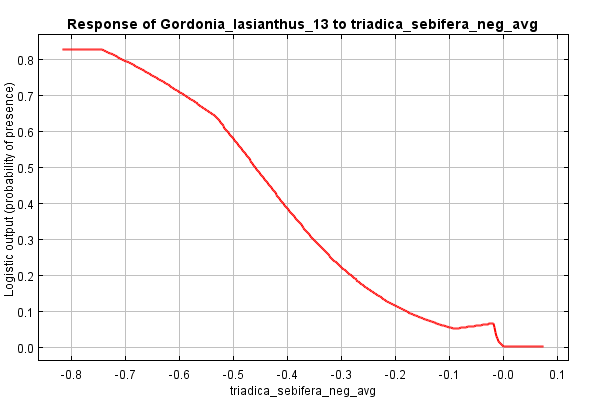 Response of Gordonia_lasianthus_13 to triadica_sebifera_neg_avg
Logistic output (probability of presence)
0.8
0.7
0.6
0.5
0.4
0.3
0.2
0.1
0.0
-0.8 -0.7 -0.6 -0.5 -0.4 -0.3 -0.2 -0.1 -0.0 0.1
triadica_sebifera_neg_avg